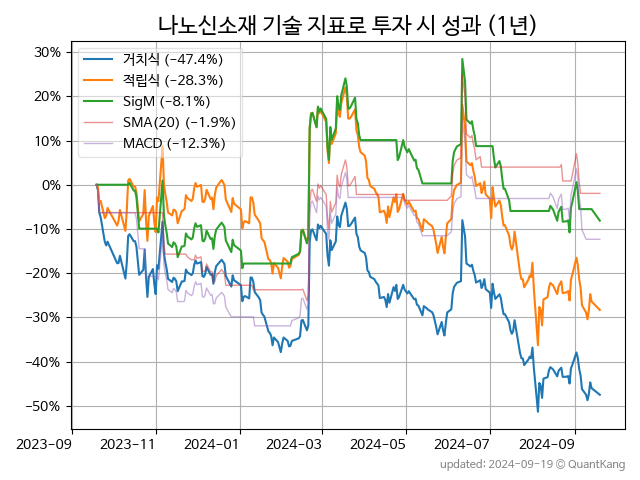 나노신소재 기술 지표로 투자 시 성과 (1년)
거치식 (−47.4%)
적립식 (−28.3%)
SigM (−8.1%)
SMA(20) (−1.9%)
MACD (−12.3%)
30%
20%
10%
0%
−10%
−20%
−30%
−40%
−50%
2023-09 2023-11 2024-01 2024-03 2024-05 2024-07 2024-09
updated: 2024-09-19 @ QuantKang